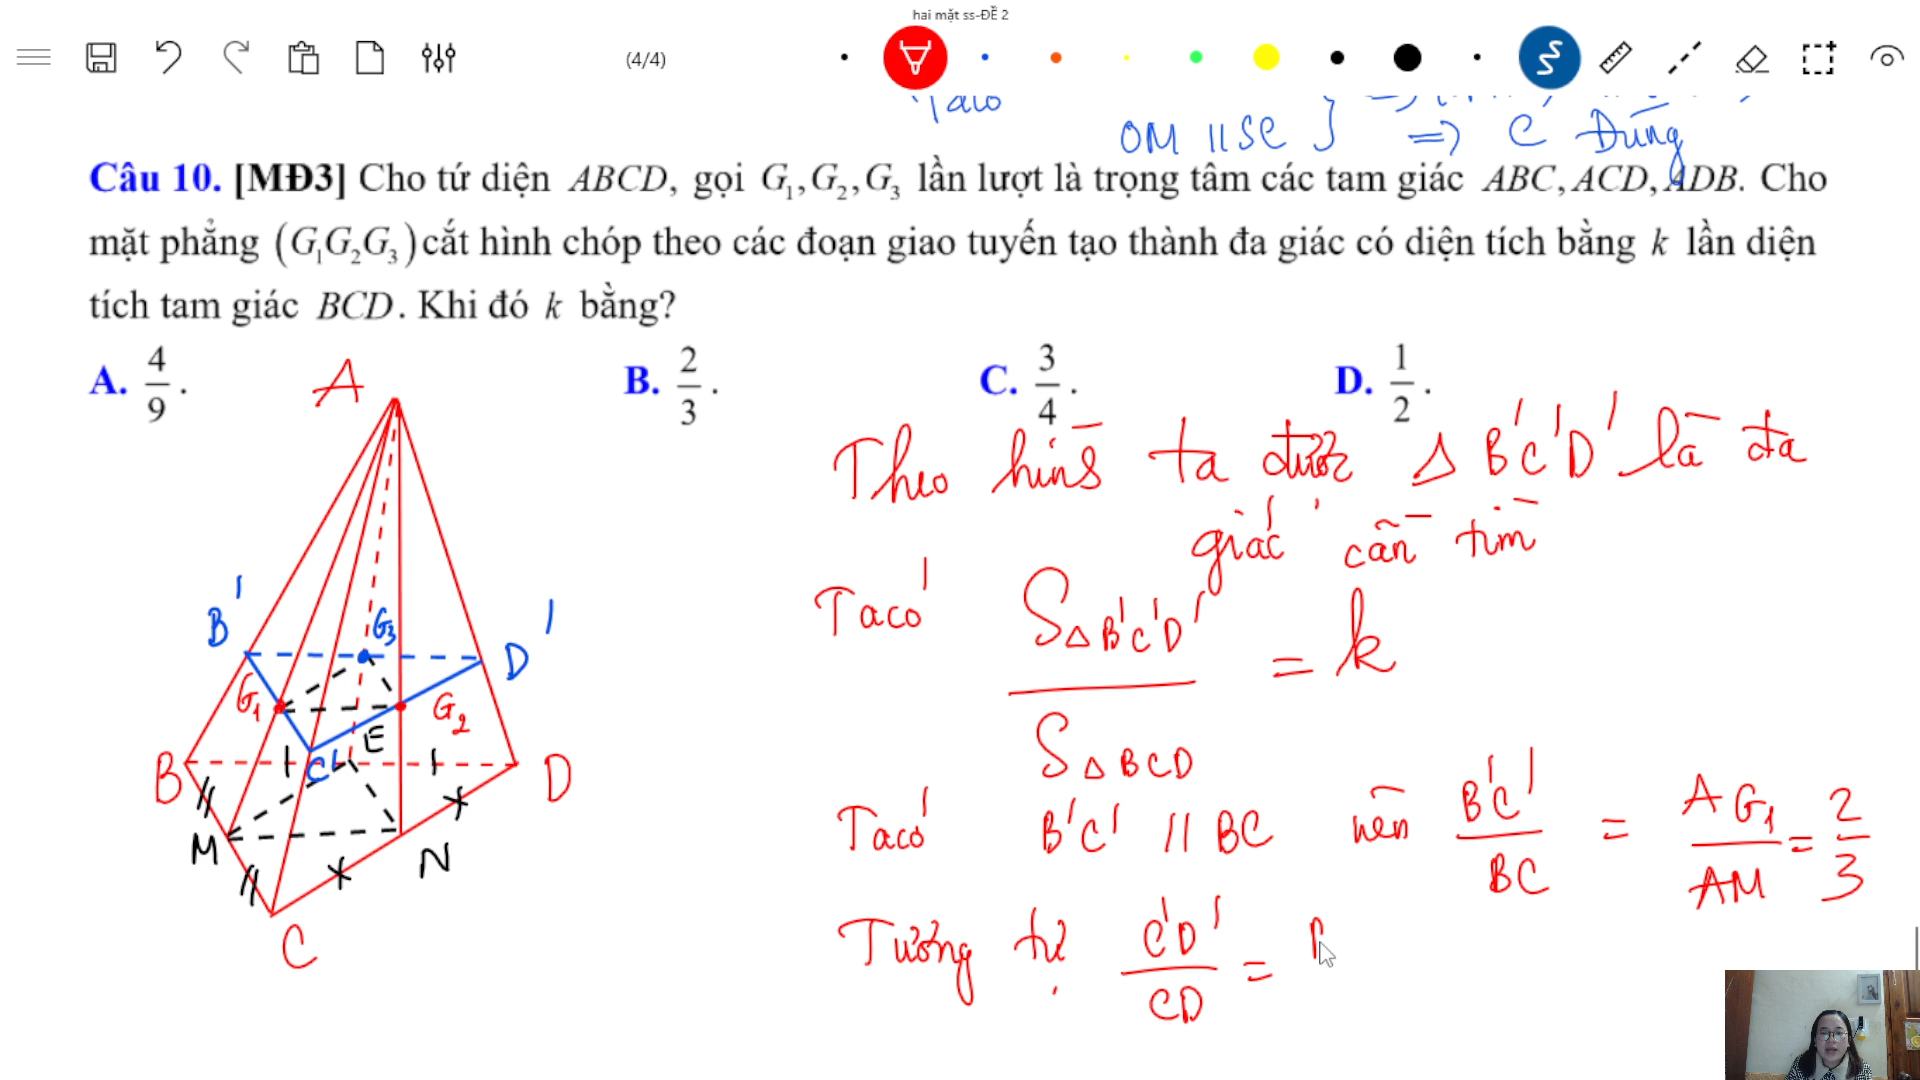 hai mặt ss-ĐỀ 2
(4/4)
Ta có
OM // SC } => C Đúng
Câu 10. [MĐ3] Cho tứ diện ABCD, gọi G₁, G₂, G₃ lần lượt là trọng tâm các tam giác ABC, ACD, ADB. Cho
mặt phẳng (G₁G₂G₃) cắt hình chóp theo các đoạn giao tuyến tạo thành đa giác có diện tích bằng k lần diện
tích tam giác BCD. Khi đó k bằng?
A. 4/9. B. 2/3. C. 3/4. D. 1/2.
Theo hình ta được Δ B'C'D' là đa
giác cần tìm
Ta có S Δ B'C'D' / S Δ BCD = k
Ta có B'C' // BC nên B'C'/BC = AG₁/AM = 2/3
Tương tự C'D'/CD =
A
B'
G₃
D'
G₁
G₂
E
B
C'
D
M
N
C